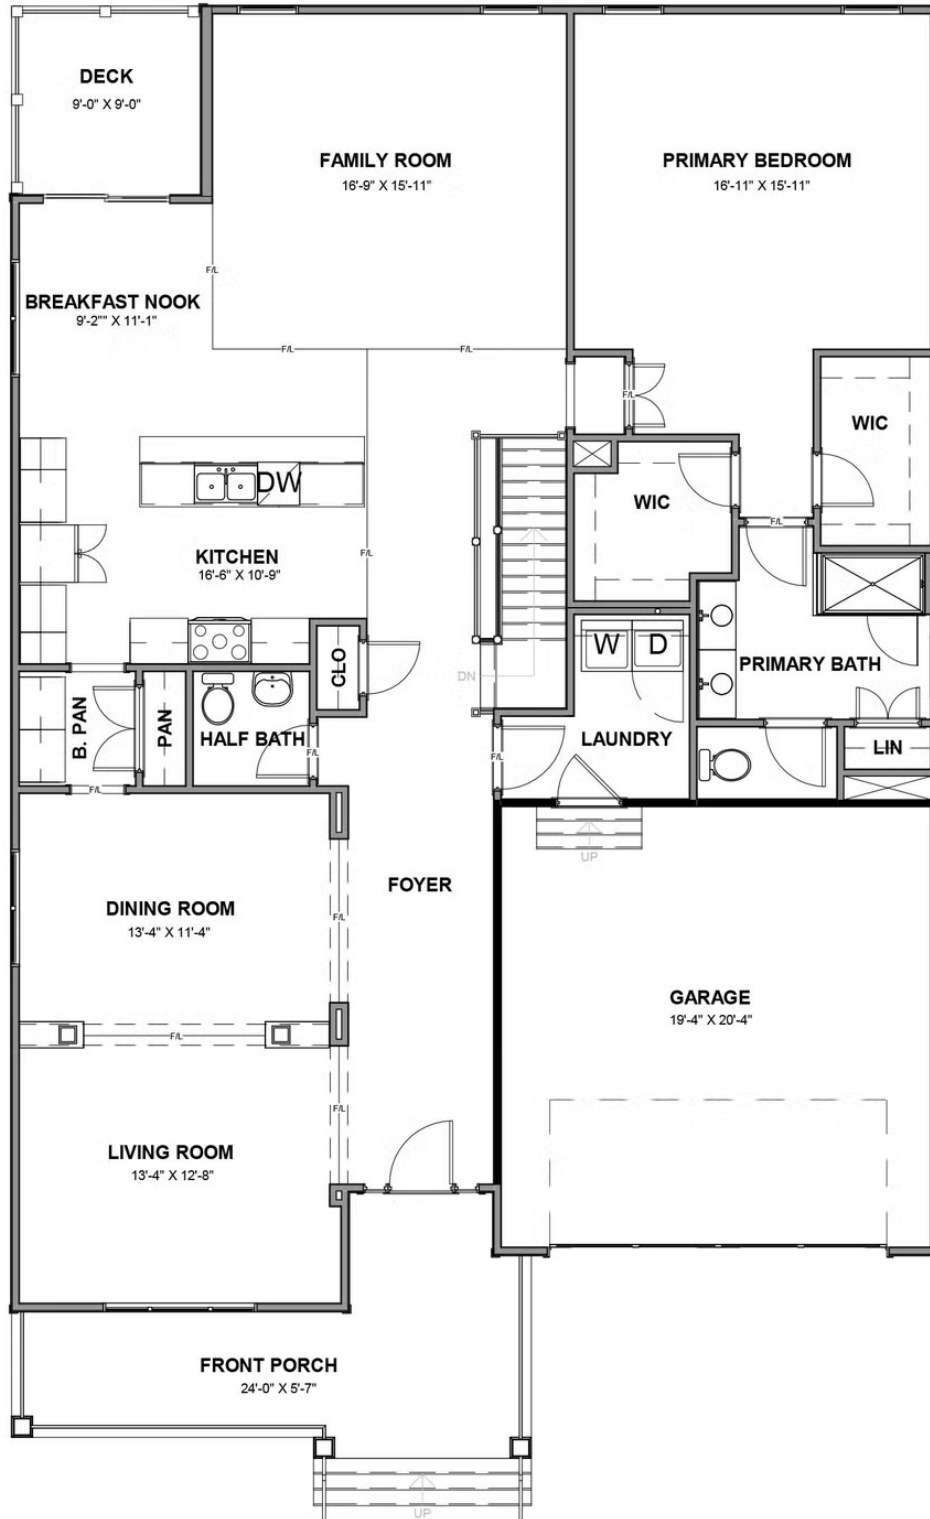 DECK
9'-0" X 9'-0"
FAMILY ROOM
16'-9" X 15'-11"
PRIMARY BEDROOM
16'-11" X 15'-11"
F/L
BREAKFAST NOOK
9'-2"" X 11'-1"
F/L
F/L
F/L
WIC
DW
WIC
F/L
KITCHEN
16'-6" X 10'-9"
F/L
W
D
CLO
PRIMARY BATH
DN
B. PAN
PAN
HALF BATH
F/L
F/L
LAUNDRY
LIN
F/L
UP
FOYER
DINING ROOM
13'-4" X 11'-4"
F/L
GARAGE
19'-4" X 20'-4"
F/L
F/L
LIVING ROOM
13'-4" X 12'-8"
FRONT PORCH
24'-0" X 5'-7"
UP